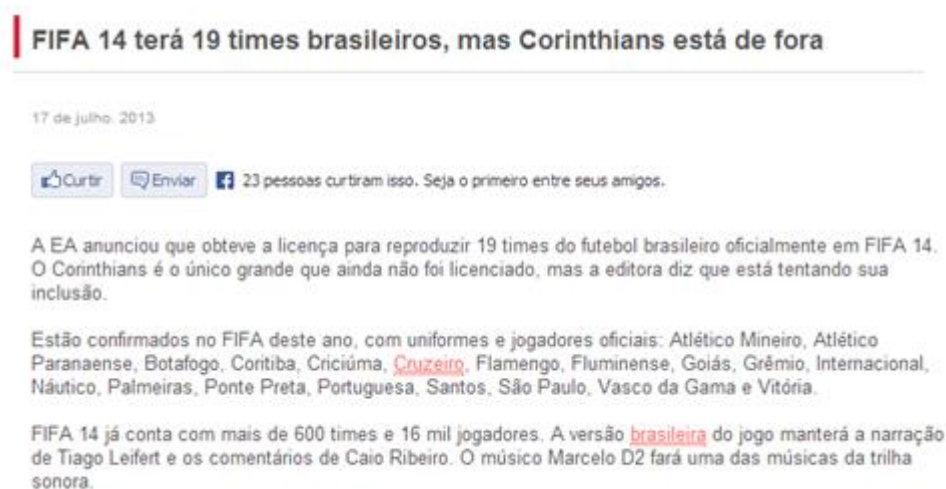 FIFA 14 terá 19 times brasileiros, mas Corinthians está de fora
17 de julho. 2013
Curtir Enviar 23 pessoas curtiram isso. Seja o primeiro entre seus amigos.
A EA anunciou que obteve a licença para reproduzir 19 times do futebol brasileiro oficialmente em FIFA 14.
O Corinthians é o único grande que ainda não foi licenciado, mas a editora diz que está tentando sua
inclusão.
Estão confirmados no FIFA deste ano, com uniformes e jogadores oficiais: Atlético Mineiro, Atlético
Paranaense, Botafogo, Coritiba, Criciúma, Cruzeiro, Flamengo, Fluminense, Goiás, Grêmio, Internacional,
Náutico, Palmeiras, Ponte Preta, Portuguesa, Santos, São Paulo, Vasco da Gama e Vitória.
FIFA 14 já conta com mais de 600 times e 16 mil jogadores. A versão brasileira do jogo manterá a narração
de Tiago Leifert e os comentários de Caio Ribeiro. O músico Marcelo D2 fará uma das músicas da trilha
sonora.